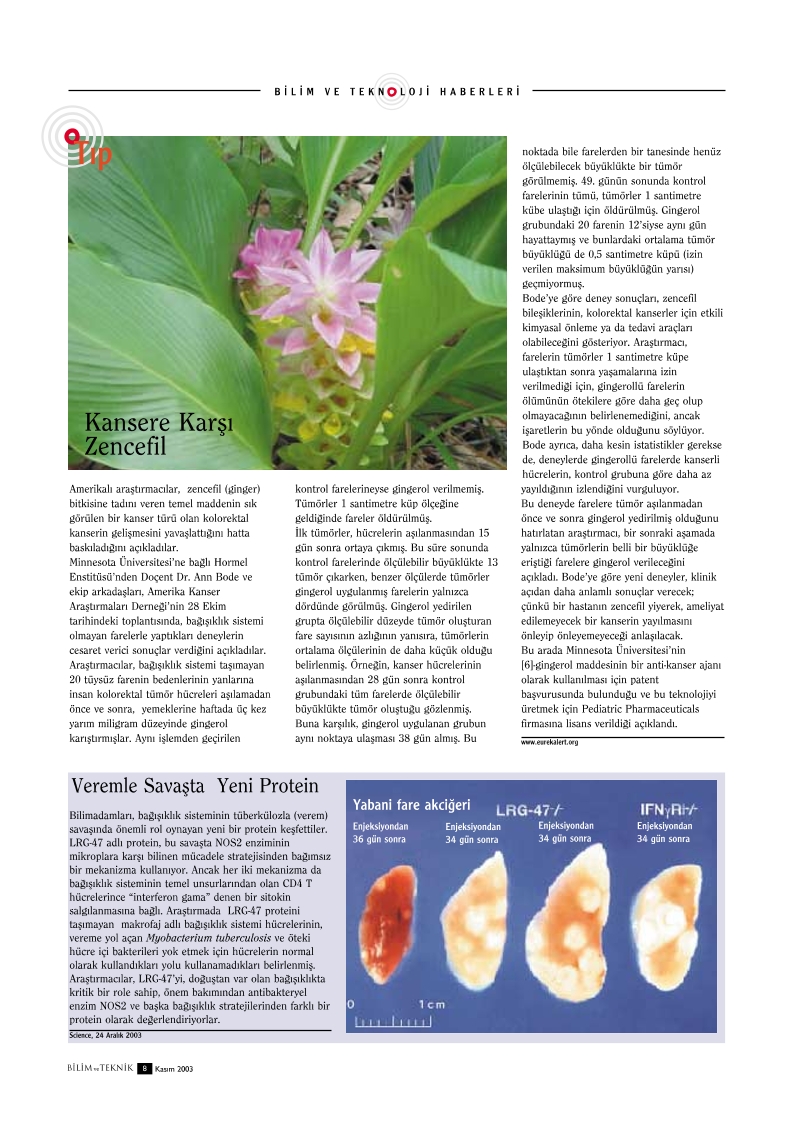 BİLİM VE TEKNOLOJİ HABERLERİ
Tıp
Kansere Karşı
Zencefil
Amerikalı araştırmacılar, zencefil (ginger)
bitkisine tadını veren temel maddenin sık
görülen bir kanser türü olan kolorektal
kanserin gelişmesini yavaşlattığını hatta
baskıladığını açıkladılar.
Minnesota Üniversitesi'ne bağlı Hormel
Enstitüsü'nden Doçent Dr. Ann Bode ve
ekip arkadaşları, Amerika Kanser
Araştırmaları Derneği'nin 28 Ekim
tarihindeki toplantısında, bağışıklık sistemi
olmayan farelerle yaptıkları deneylerin
cesaret verici sonuçlar verdiğini açıkladılar.
Araştırmacılar, bağışıklık sistemi taşımayan
20 tüysüz farenin bedenlerinin yanlarına
insan kolorektal tümör hücreleri aşılamadan
önce ve sonra, yemeklerine haftada üç kez
yarım miligram düzeyinde gingerol
karıştırmışlar. Aynı işlemden geçirilen
kontrol farelerineyse gingerol verilmemiş.
Tümörler 1 santimetre küp ölçeğine
geldiğinde fareler öldürülmüş.
İlk tümörler, hücrelerin aşılanmasından 15
gün sonra ortaya çıkmış. Bu süre sonunda
kontrol farelerinde ölçülebilir büyüklükte 13
tümör çıkarken, benzer ölçülerde tümörler
gingerol uygulanmış farelerin yalnızca
dördünde görülmüş. Gingerol yedirilen
grupta ölçülebilir düzeyde tümör oluşturan
fare sayısının azlığının yanısıra, tümörlerin
ortalama ölçülerinin de daha küçük olduğu
belirlenmiş. Örneğin, kanser hücrelerinin
aşılanmasından 28 gün sonra kontrol
grubundaki tüm farelerde ölçülebilir
büyüklükte tümör oluştuğu gözlenmiş.
Buna karşılık, gingerol uygulanan grubun
aynı noktaya ulaşması 38 gün almış. Bu
noktada bile farelerden bir tanesinde henüz
ölçülebilecek büyüklükte bir tümör
görülmemiş. 49. günün sonunda kontrol
farelerinin tümü, tümörler 1 santimetre
kübe ulaştığı için öldürülmüş. Gingerol
grubundaki 20 farenin 12'siyse aynı gün
hayattaymış ve bunlardaki ortalama tümör
büyüklüğü de 0,5 santimetre küpü (izin
verilen maksimum büyüklüğün yarısı)
geçmiyormuş.
Bode'ye göre deney sonuçları, zencefil
bileşiklerinin, kolorektal kanserler için etkili
kimyasal önleme ya da tedavi araçları
olabileceğini gösteriyor. Araştırmacı,
farelerin tümörler 1 santimetre küpe
ulaştıktan sonra yaşamalarına izin
verilmediği için, gingerollü farelerin
ölümünün ötekilere göre daha geç olup
olmayacağının belirlenemediğini, ancak
işaretlerin bu yönde olduğunu söylüyor.
Bode ayrıca, daha kesin istatistikler gerekse
de, deneylerde gingerollü farelerde kanserli
hücrelerin, kontrol grubuna göre daha az
yayıldığının izlendiğini vurguluyor.
Bu deneyde farelere tümör aşılanmadan
önce ve sonra gingerol yedirilmiş olduğunu
hatırlatan araştırmacı, bir sonraki aşamada
yalnızca tümörlerin belli bir büyüklüğe
eriştiği farelere gingerol verileceğini
açıkladı. Bode'ye göre yeni deneyler, klinik
açıdan daha anlamlı sonuçlar verecek;
çünkü bir hastanın zencefil yiyerek, ameliyat
edilemeyecek bir kanserin yayılmasını
önleyip önleyemeyeceği anlaşılacak.
Bu arada Minnesota Üniversitesi'nin
[6]-gingerol maddesinin bir anti-kanser ajanı
olarak kullanılması için patent
başvurusunda bulunduğu ve bu teknolojiyi
üretmek için Pediatric Pharmaceuticals
firmasına lisans verildiği açıklandı.
www.eurekalert.org
Veremle Savaşta Yeni Protein
Bilimadamları, bağışıklık sisteminin tüberkülozla (verem)
savaşında önemli rol oynayan yeni bir protein keşfettiler.
LRG-47 adlı protein, bu savaşta NOS2 enziminin
mikroplara karşı bilinen mücadele stratejisinden bağımsız
bir mekanizma kullanıyor. Ancak her iki mekanizma da
bağışıklık sisteminin temel unsurlarından olan CD4 T
hücrelerince “interferon gama” denen bir sitokin
salgılanmasına bağlı. Araştırmada LRG-47 proteini
taşımayan makrofaj adlı bağışıklık sistemi hücrelerinin,
vereme yol açan Myobacterium tuberculosis ve öteki
hücre içi bakterileri yok etmek için hücrelerin normal
olarak kullandıkları yolu kullanamadıkları belirlenmiş.
Araştırmacılar, LRG-47'yi, doğuştan var olan bağışıklıkta
kritik bir role sahip, önem bakımından antibakteryel
enzim NOS2 ve başka bağışıklık stratejilerinden farklı bir
protein olarak değerlendiriyorlar.
Science, 24 Aralık 2003
Yabani fare akciğeri
LRG-47-/-
IFNγR-/-
Enjeksiyondan
36 gün sonra
Enjeksiyondan
34 gün sonra
Enjeksiyondan
34 gün sonra
Enjeksiyondan
34 gün sonra
0 1cm
BİLİM ve TEKNİK 8 Kasım 2003